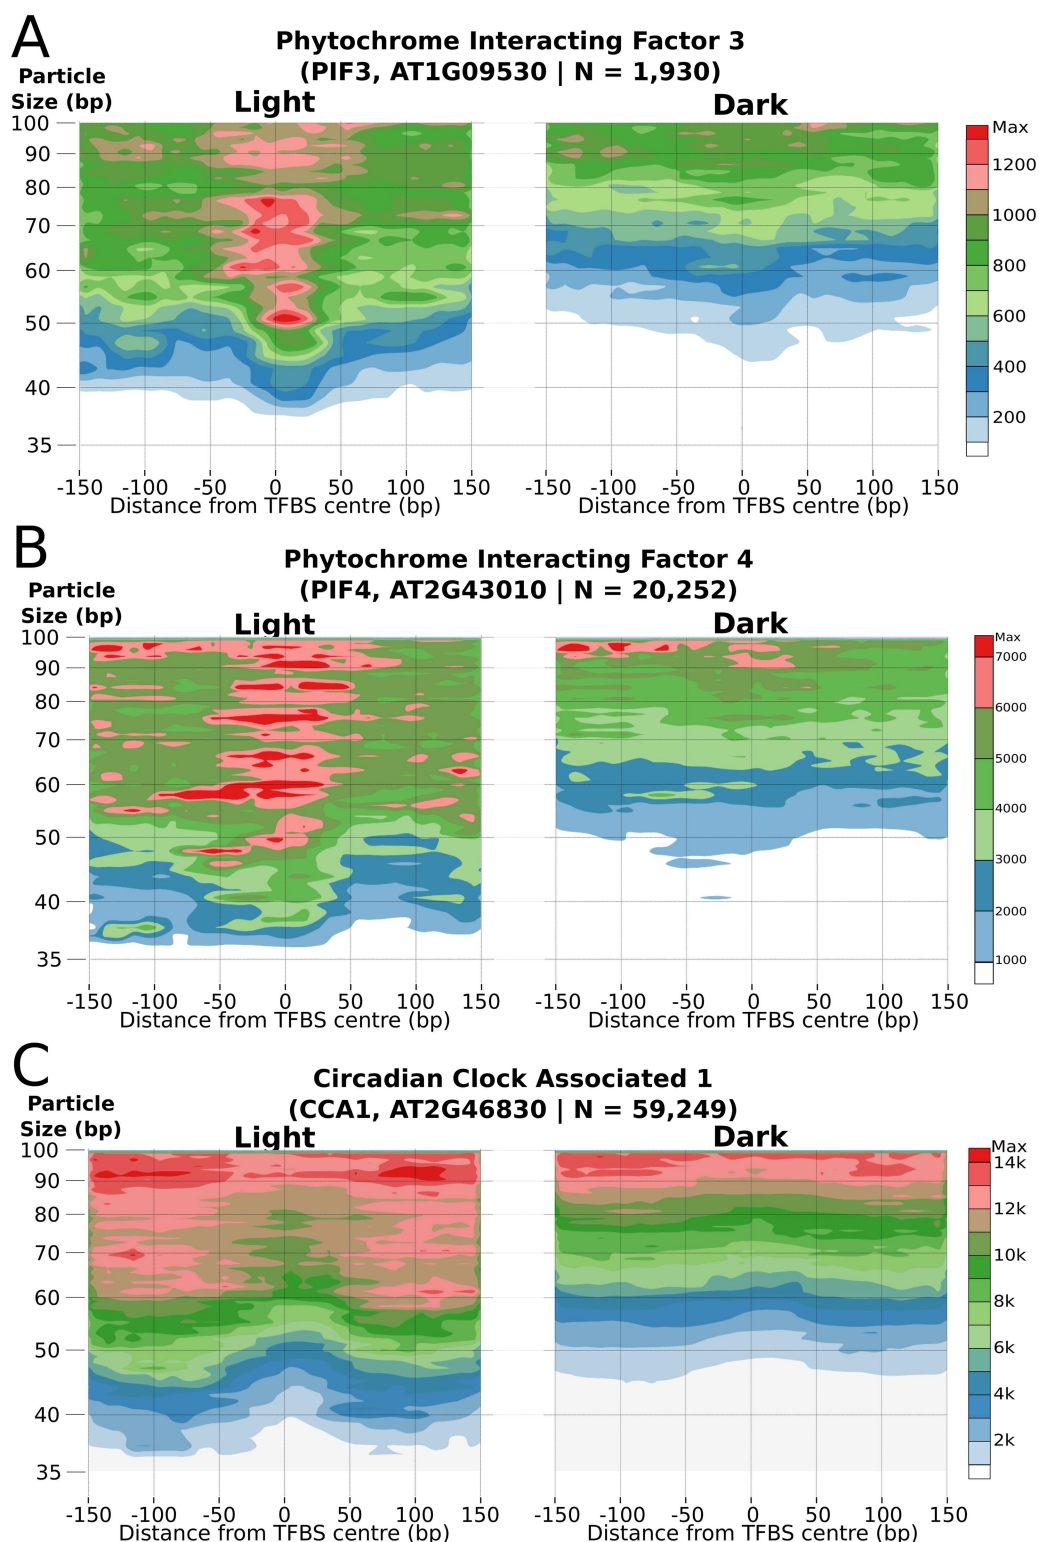 A
Phytochrome Interacting Factor 3
(PIF3, AT1G09530 | N = 1,930)
Particle
Size (bp)
Light
Dark
100
90
80
70
60
50
40
35
Max
1200
1000
800
600
400
200
-150 -100 -50 0 50 100 150
-150 -100 -50 0 50 100 150
Distance from TFBS centre (bp)
Distance from TFBS centre (bp)
B
Phytochrome Interacting Factor 4
(PIF4, AT2G43010 | N = 20,252)
Particle
Size (bp)
Light
Dark
100
90
80
70
60
50
40
35
Max
7000
6000
5000
4000
3000
2000
1000
-150 -100 -50 0 50 100 150
-150 -100 -50 0 50 100 150
Distance from TFBS centre (bp)
Distance from TFBS centre (bp)
C
Circadian Clock Associated 1
(CCA1, AT2G46830 | N = 59,249)
Particle
Size (bp)
Light
Dark
100
90
80
70
60
50
40
35
Max
14k
12k
10k
8k
6k
4k
2k
-150 -100 -50 0 50 100 150
-150 -100 -50 0 50 100 150
Distance from TFBS centre (bp)
Distance from TFBS centre (bp)